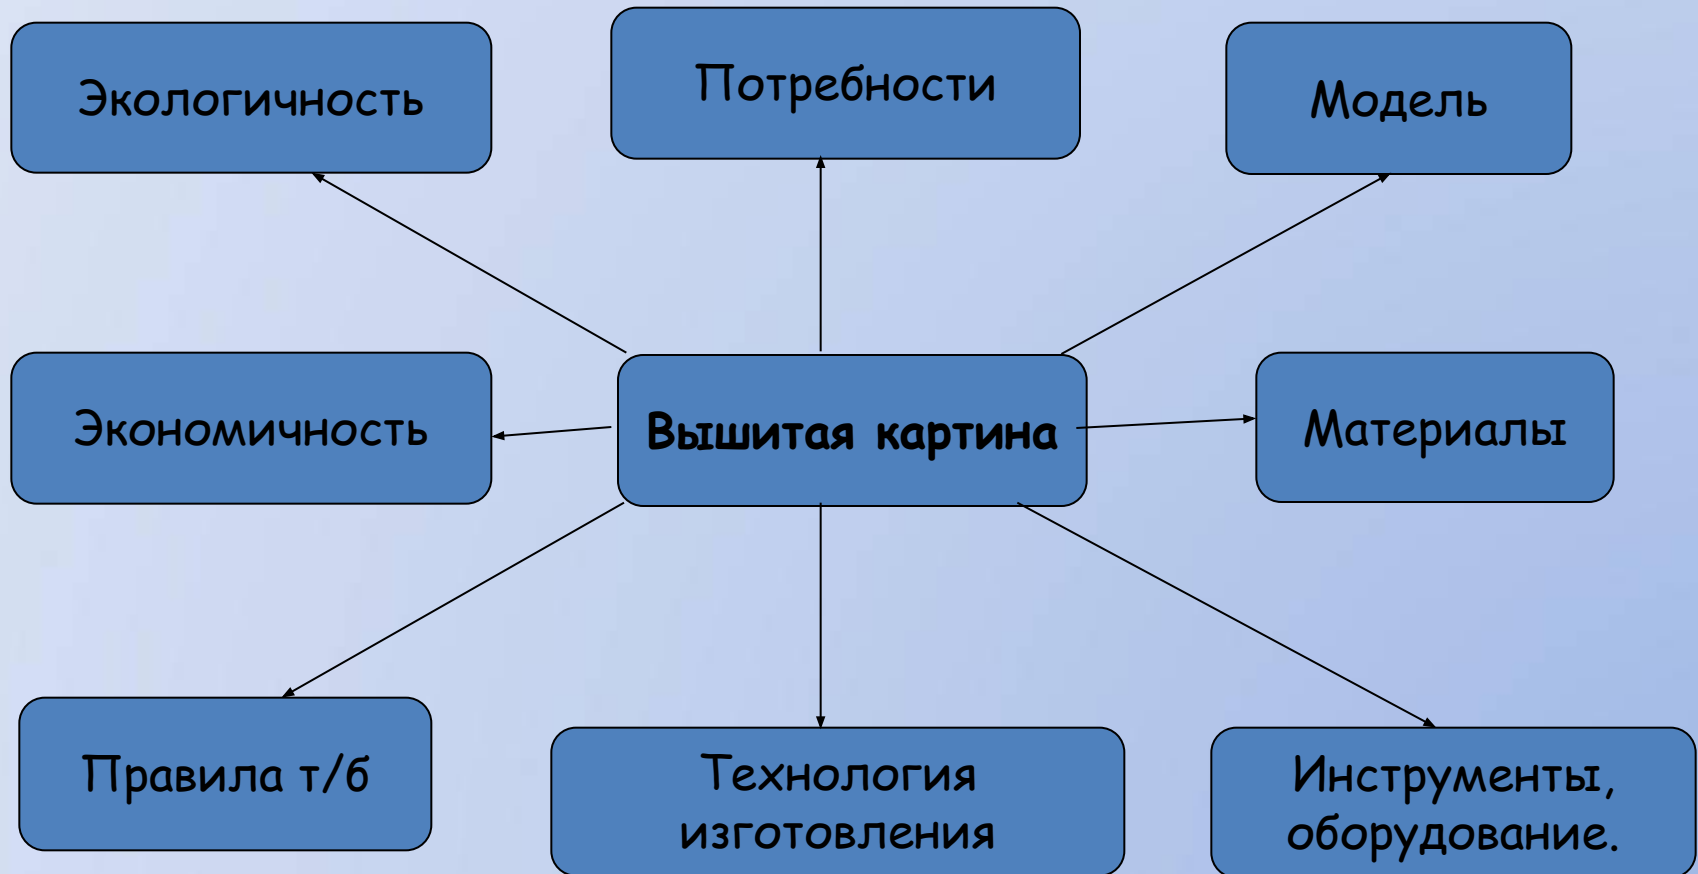 Экологичность
Потребности
Модель
Экономичность
Вышитая картина
Материалы
Правила т/б
Технология
изготовления
Инструменты,
оборудование.